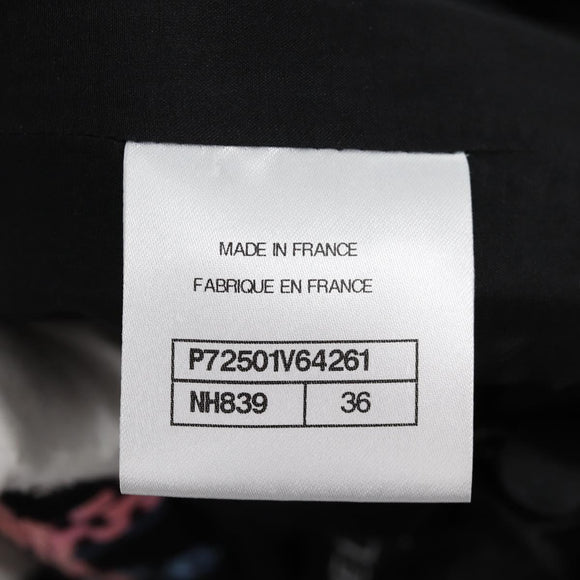 MADE IN FRANCE
FABRIQUE EN FRANCE
P72501V64261
NH839 36